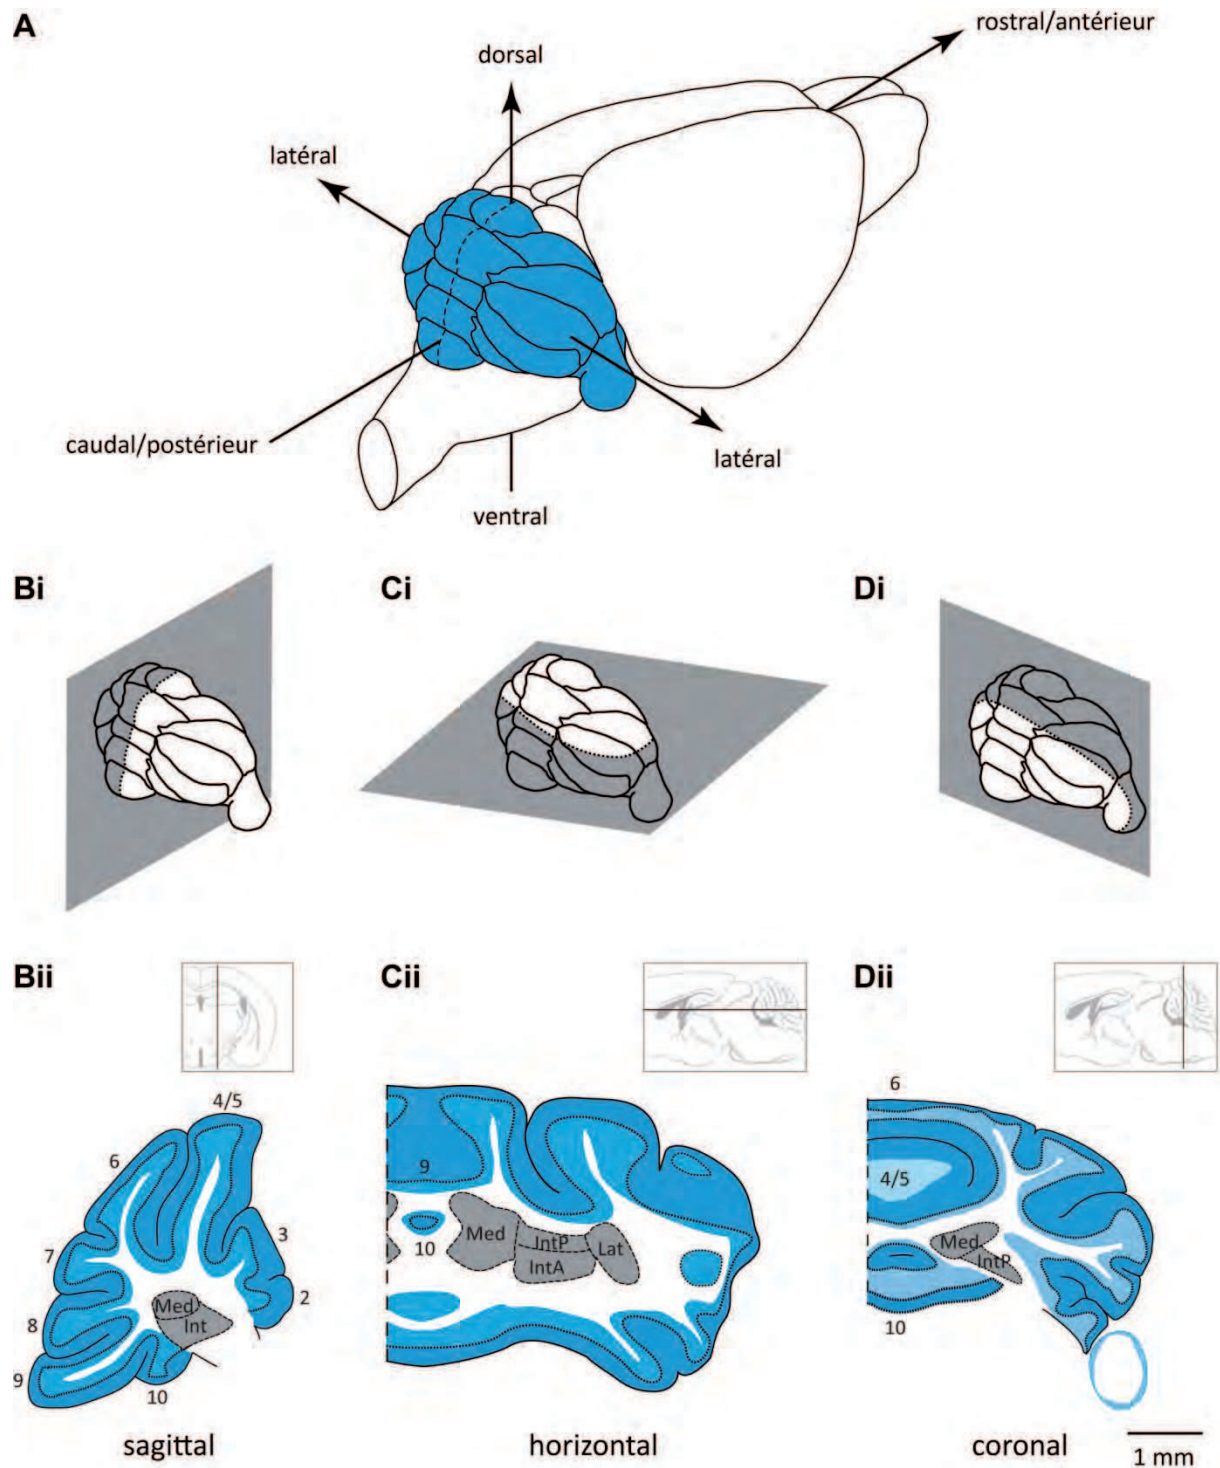 A
rostral/antérieur
dorsal
latéral
caudal/postérieur
latéral
ventral
Bi
Ci
Di
Bii
Cii
Dii
4/5
6
3
7
2
Med
Int
8
9
10
9
Med
IntP
Lat
10
IntA
6
4/5
Med
IntP
10
sagittal
horizontal
coronal
1 mm